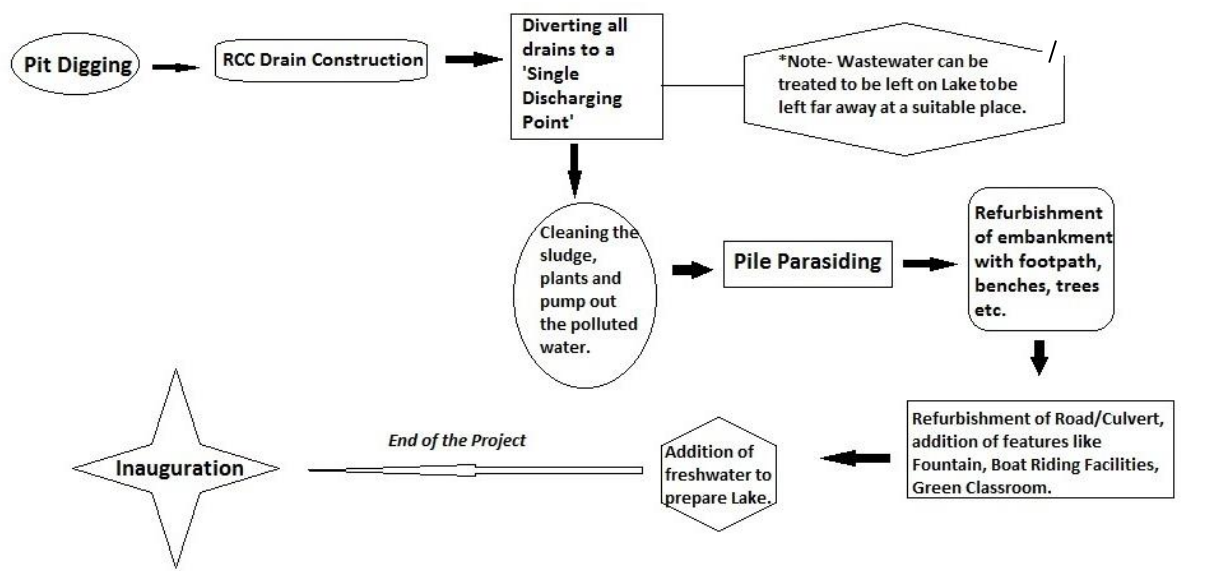 Pit Digging
RCC Drain Construction
Diverting all
drains to a
'Single
Discharging
Point'
*Note- Wastewater can be
treated to be left on Lake to be
left far away at a suitable place.
Cleaning the
sludge,
plants and
pump out
the polluted
water.
Pile Parasiding
Refurbishment
of embankment
with footpath,
benches, trees
etc.
Refurbishment of Road/Culvert,
addition of features like
Fountain, Boat Riding Facilities,
Green Classroom.
Addition of
freshwater to
prepare Lake.
End of the Project
Inauguration